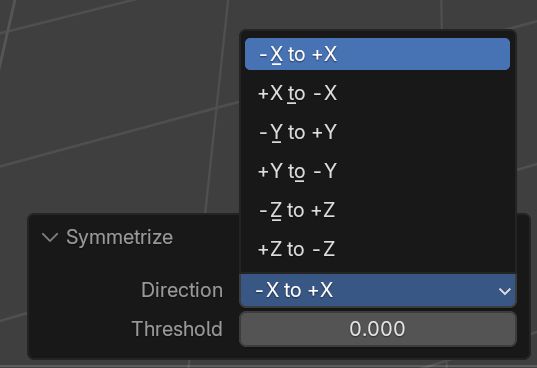 -X to +X
+X to -X
-Y to +Y
+Y to -Y
-Z to +Z
+Z to -Z
Symmetrize
Direction -X to +X
Threshold 0.000